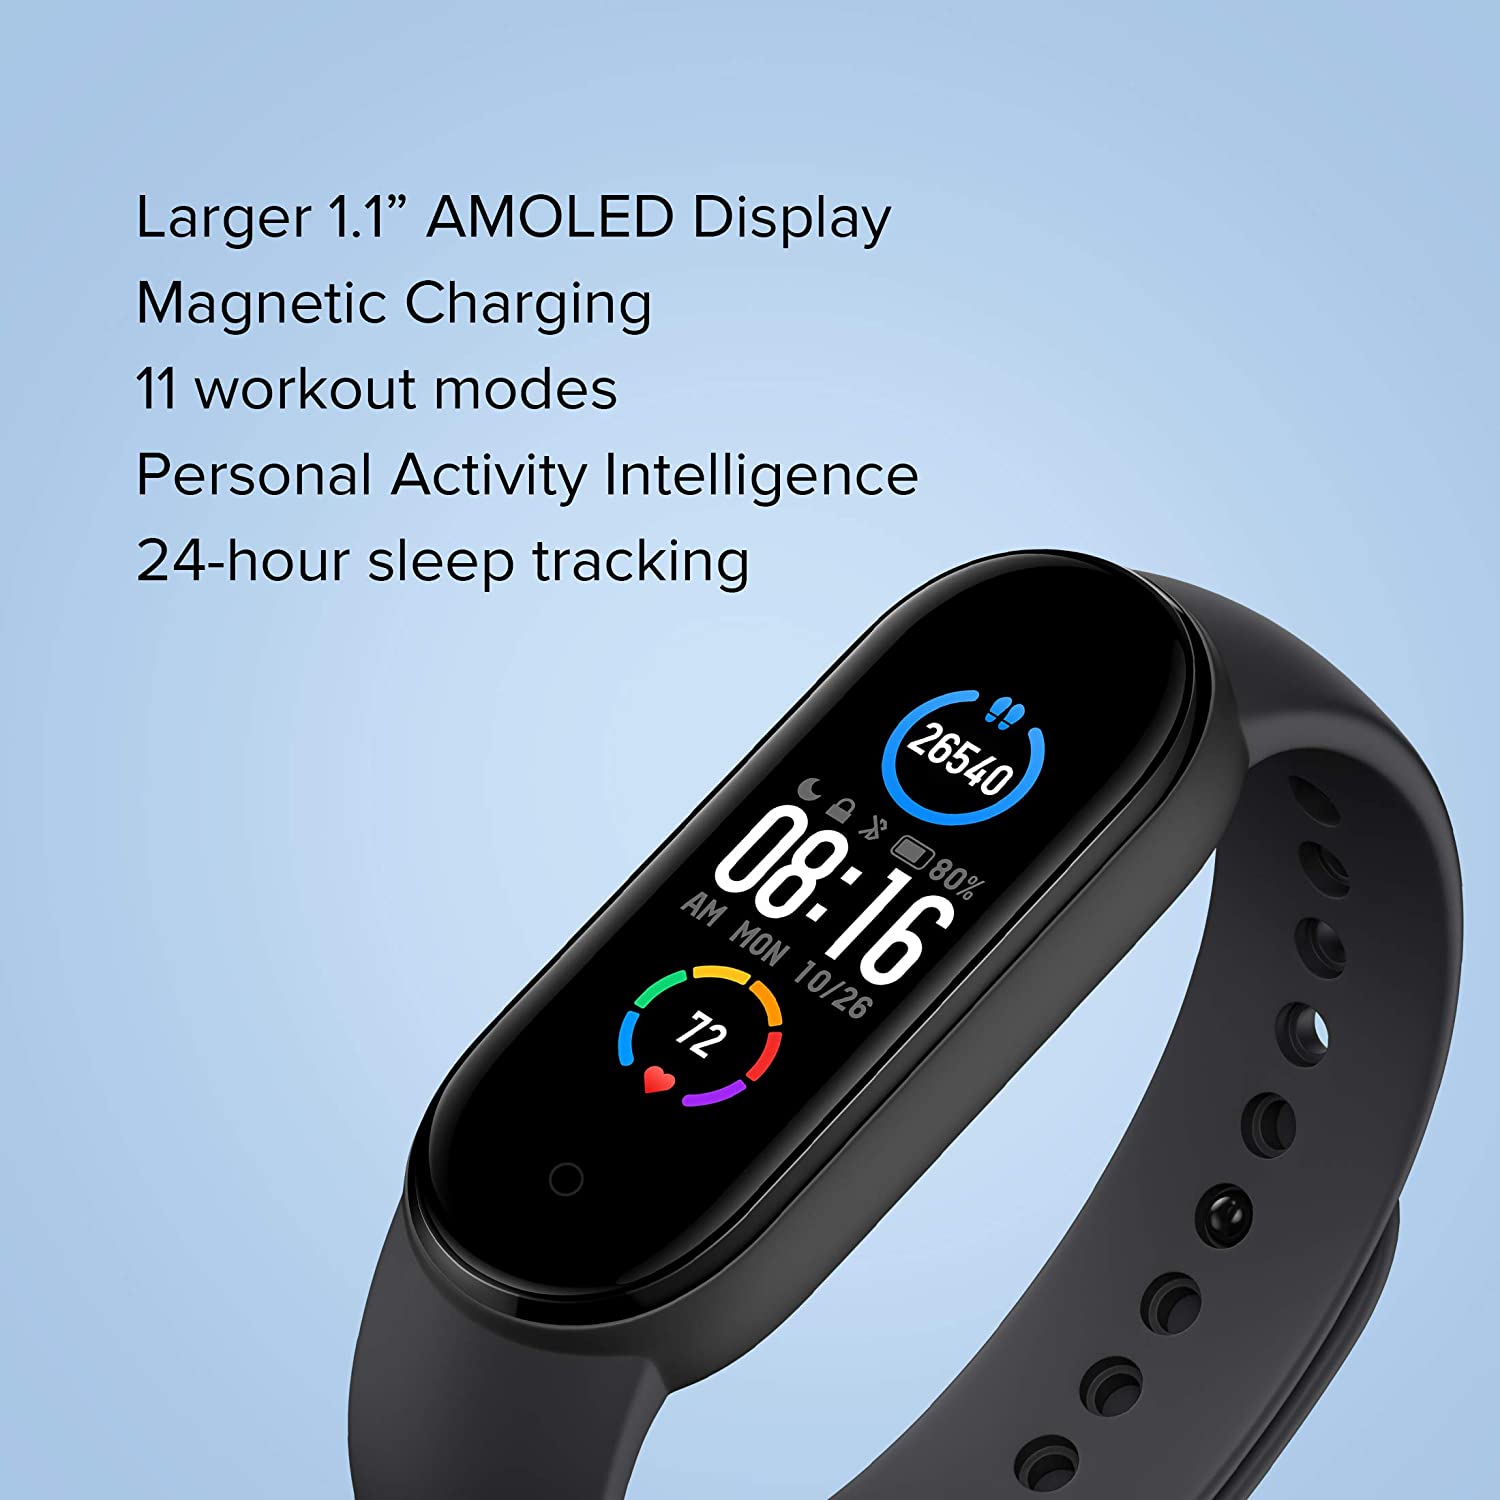 Larger 1.1” AMOLED Display
Magnetic Charging
11 workout modes
Personal Activity Intelligence
24-hour sleep tracking
26540
80%
08:16
AM MON 10/26
72